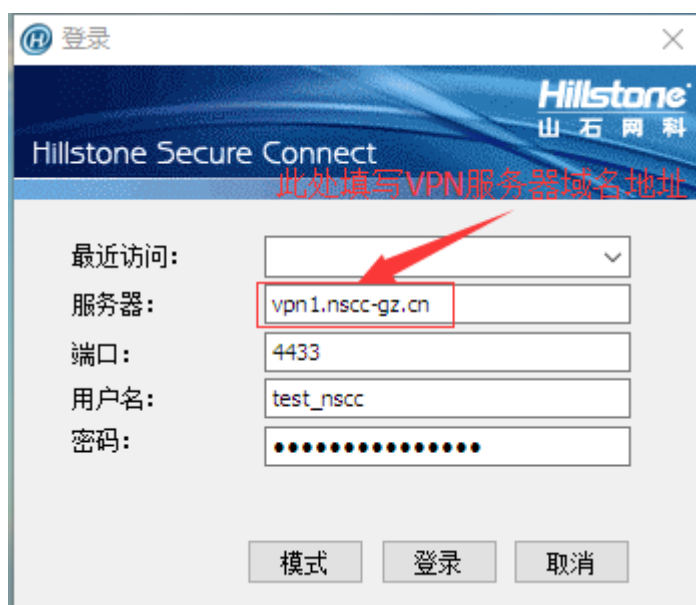 登录
Hillstone
山石网科
Hillstone Secure Connect
此处填写VPN服务器域名地址
最近访问:
服务器: vpn1.nscc-gz.cn
端口: 4433
用户名: test_nscc
密码: ●●●●●●●●●●●●●●●
模式 登录 取消